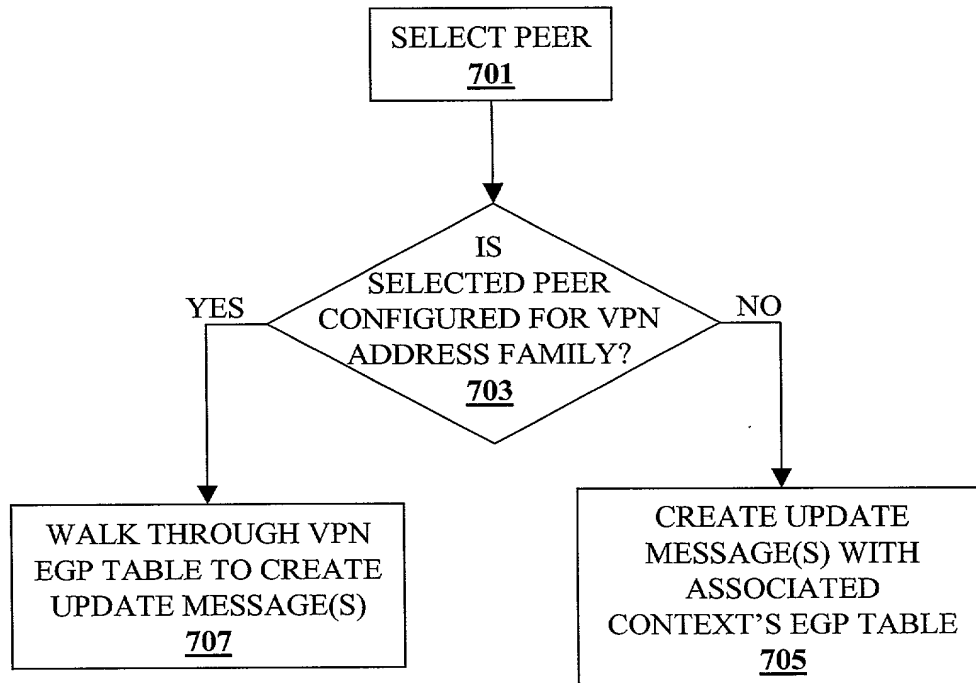 SELECT PEER
701
IS
SELECTED PEER
CONFIGURED FOR VPN
ADDRESS FAMILY?
703
YES
NO
WALK THROUGH VPN
EGP TABLE TO CREATE
UPDATE MESSAGE(S)
707
CREATE UPDATE
MESSAGE(S) WITH
ASSOCIATED
CONTEXT'S EGP TABLE
705